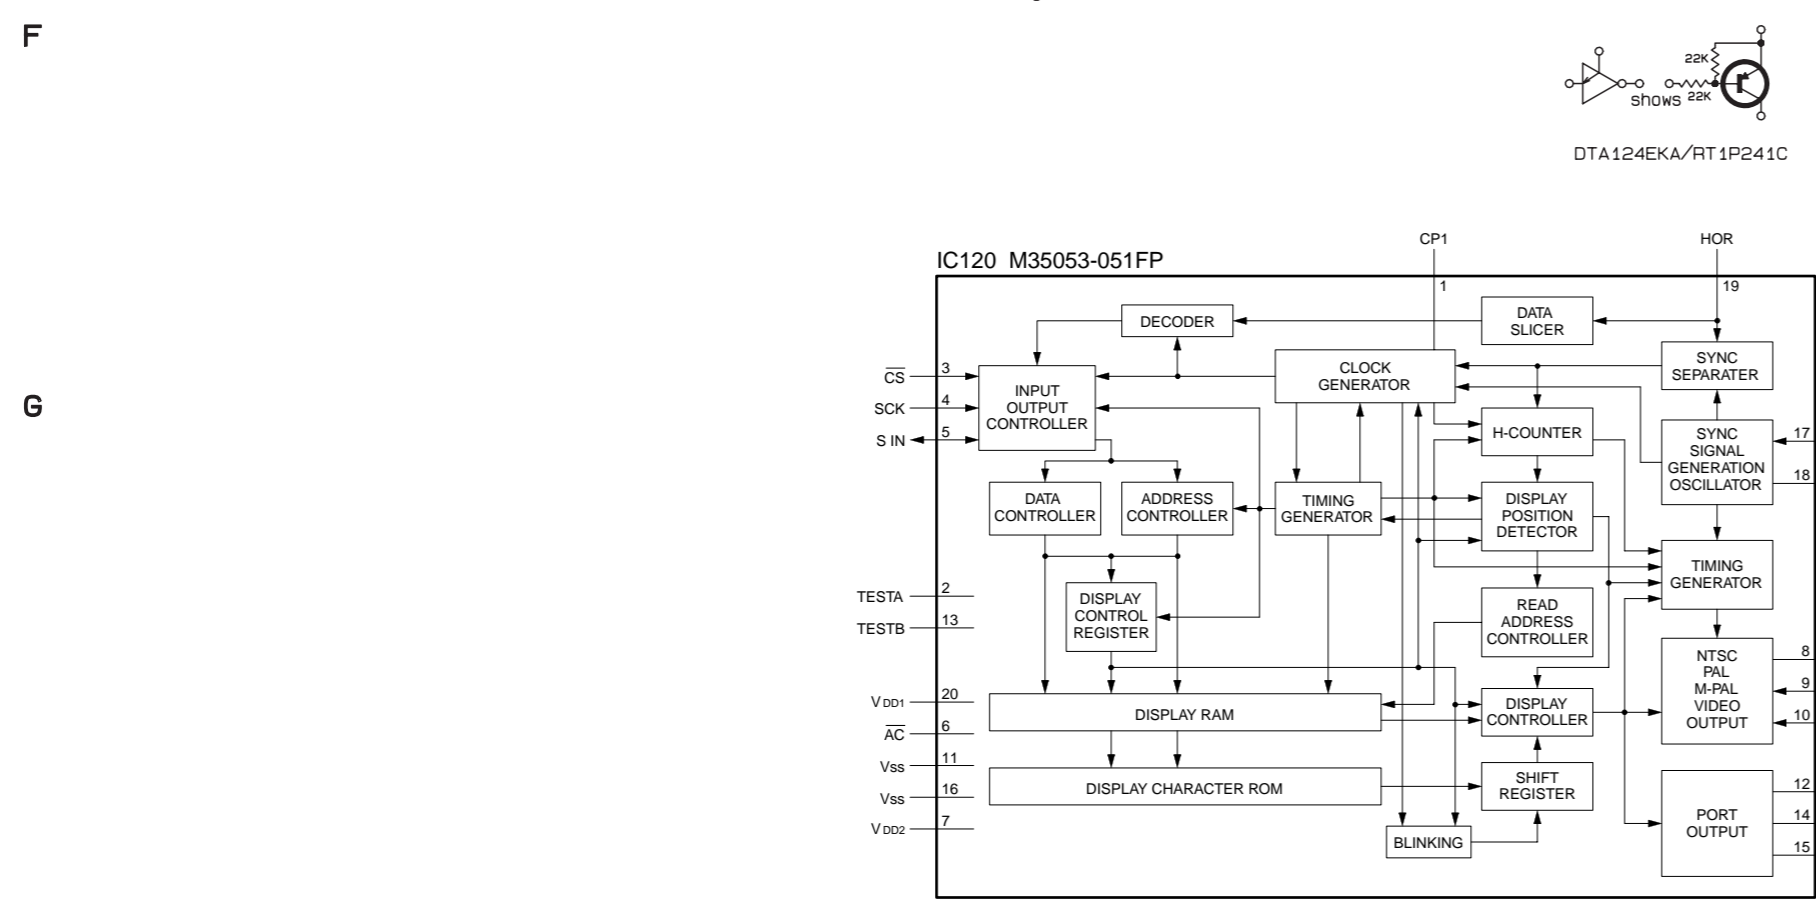 F
22K
shows 22K
DTA124EKA/RT1P241C
CP1
HOR
IC120 M35053-051FP
1
19
DECODER
DATA
SLICER
SYNC
SEPARATER
CLOCK
GENERATOR
CS
3
INPUT
OUTPUT
CONTROLLER
SCK
4
S IN
5
G
H-COUNTER
SYNC
SIGNAL
GENERATION
OSCILLATOR
17
18
DATA
CONTROLLER
ADDRESS
CONTROLLER
TIMING
GENERATOR
DISPLAY
POSITION
DETECTOR
TIMING
GENERATOR
TESTA
2
TESTB
13
DISPLAY
CONTROL
REGISTER
READ
ADDRESS
CONTROLLER
NTSC
PAL
M-PAL
VIDEO
OUTPUT
8
9
10
VDD1
20
AC
6
Vss
11
Vss
16
VDD2
7
DISPLAY RAM
DISPLAY
CONTROLLER
DISPLAY CHARACTER ROM
SHIFT
REGISTER
BLINKING
PORT
OUTPUT
12
14
15